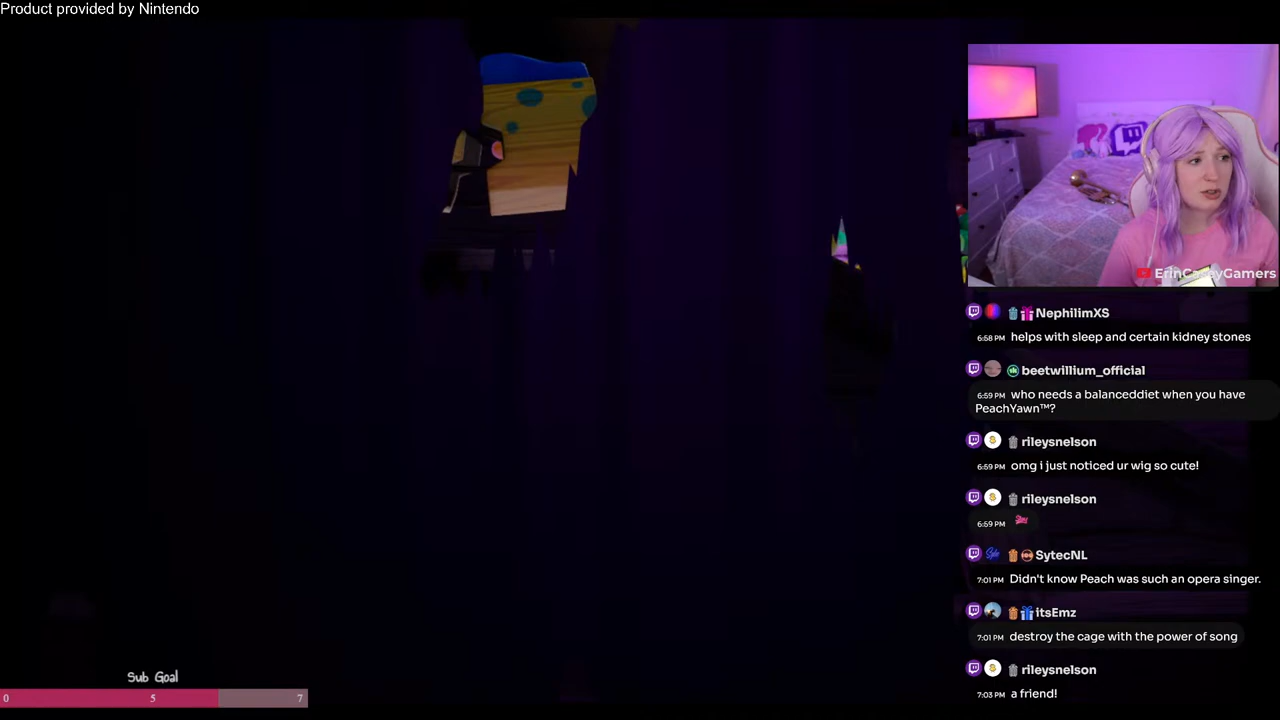 Product provided by Nintendo
ErinCaseyGamers
NephilimXS
6:58 PM helps with sleep and certain kidney stones
beetwillium_official
6:59 PM who needs a balanceddiet when you have
PeachYawn™?
rileysnelson
6:59 PM omg i just noticed ur wig so cute!
rileysnelson
6:59 PM
SytecNL
7:01 PM Didn't know Peach was such an opera singer.
itsEmz
7:01 PM destroy the cage with the power of song
rileysnelson
7:03 PM a friend!
Sub Goal
0 5 7